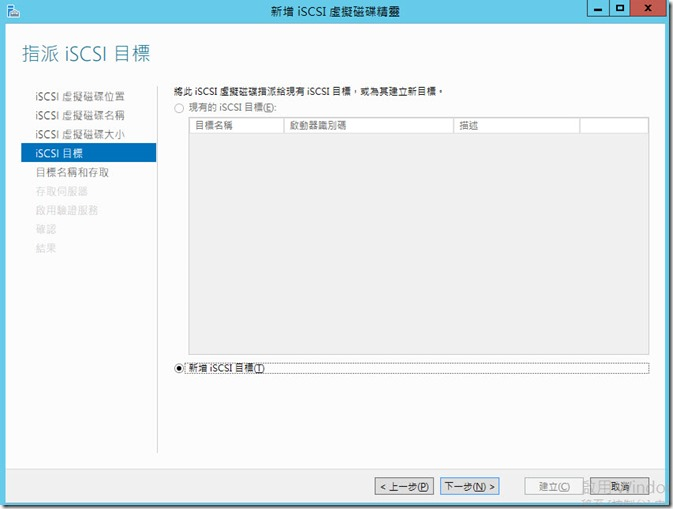 新增 iSCSI 虛擬磁碟精靈
指派 iSCSI 目標
iSCSI 虛擬磁碟位置
iSCSI 虛擬磁碟名稱
iSCSI 虛擬磁碟大小
iSCSI 目標
目標名稱和存取
存取伺服器
啟用驗證服務
確認
結果
將此 iSCSI 虛擬磁碟指派給現有 iSCSI 目標，或為其建立新目標。
現有的 iSCSI 目標(E):
目標名稱 啟動器識別碼 描述
新增 iSCSI 目標(T)
< 上一步(P) 下一步(N) > 建立(C) 取消
啟用 Windo